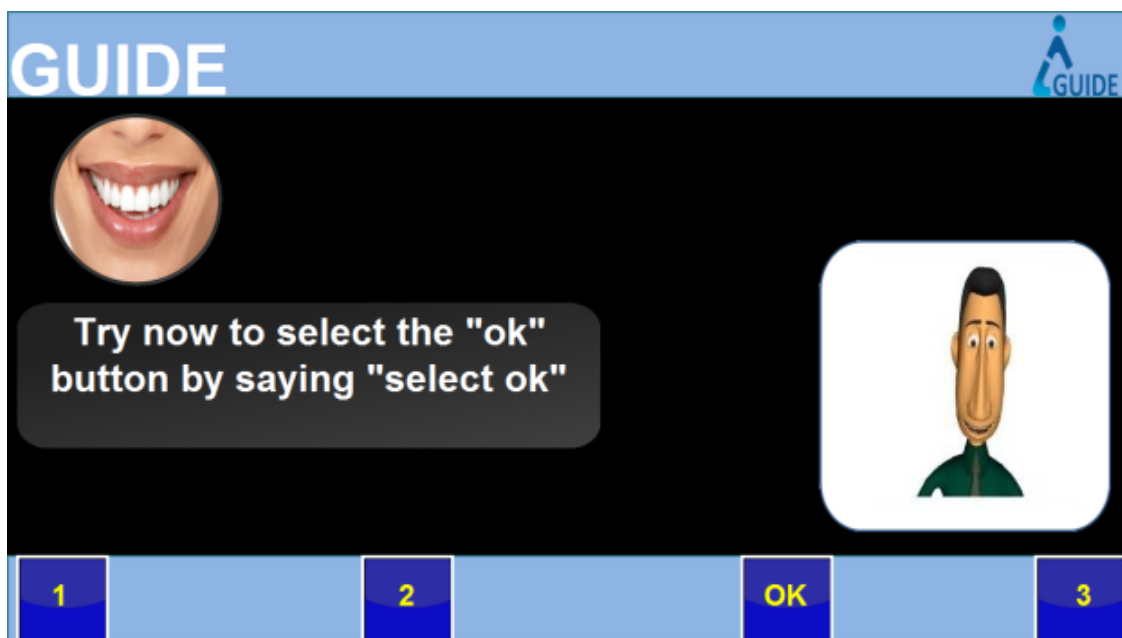 GUIDE
GUIDE
Try now to select the "ok"
button by saying "select ok"
1
2
OK
3